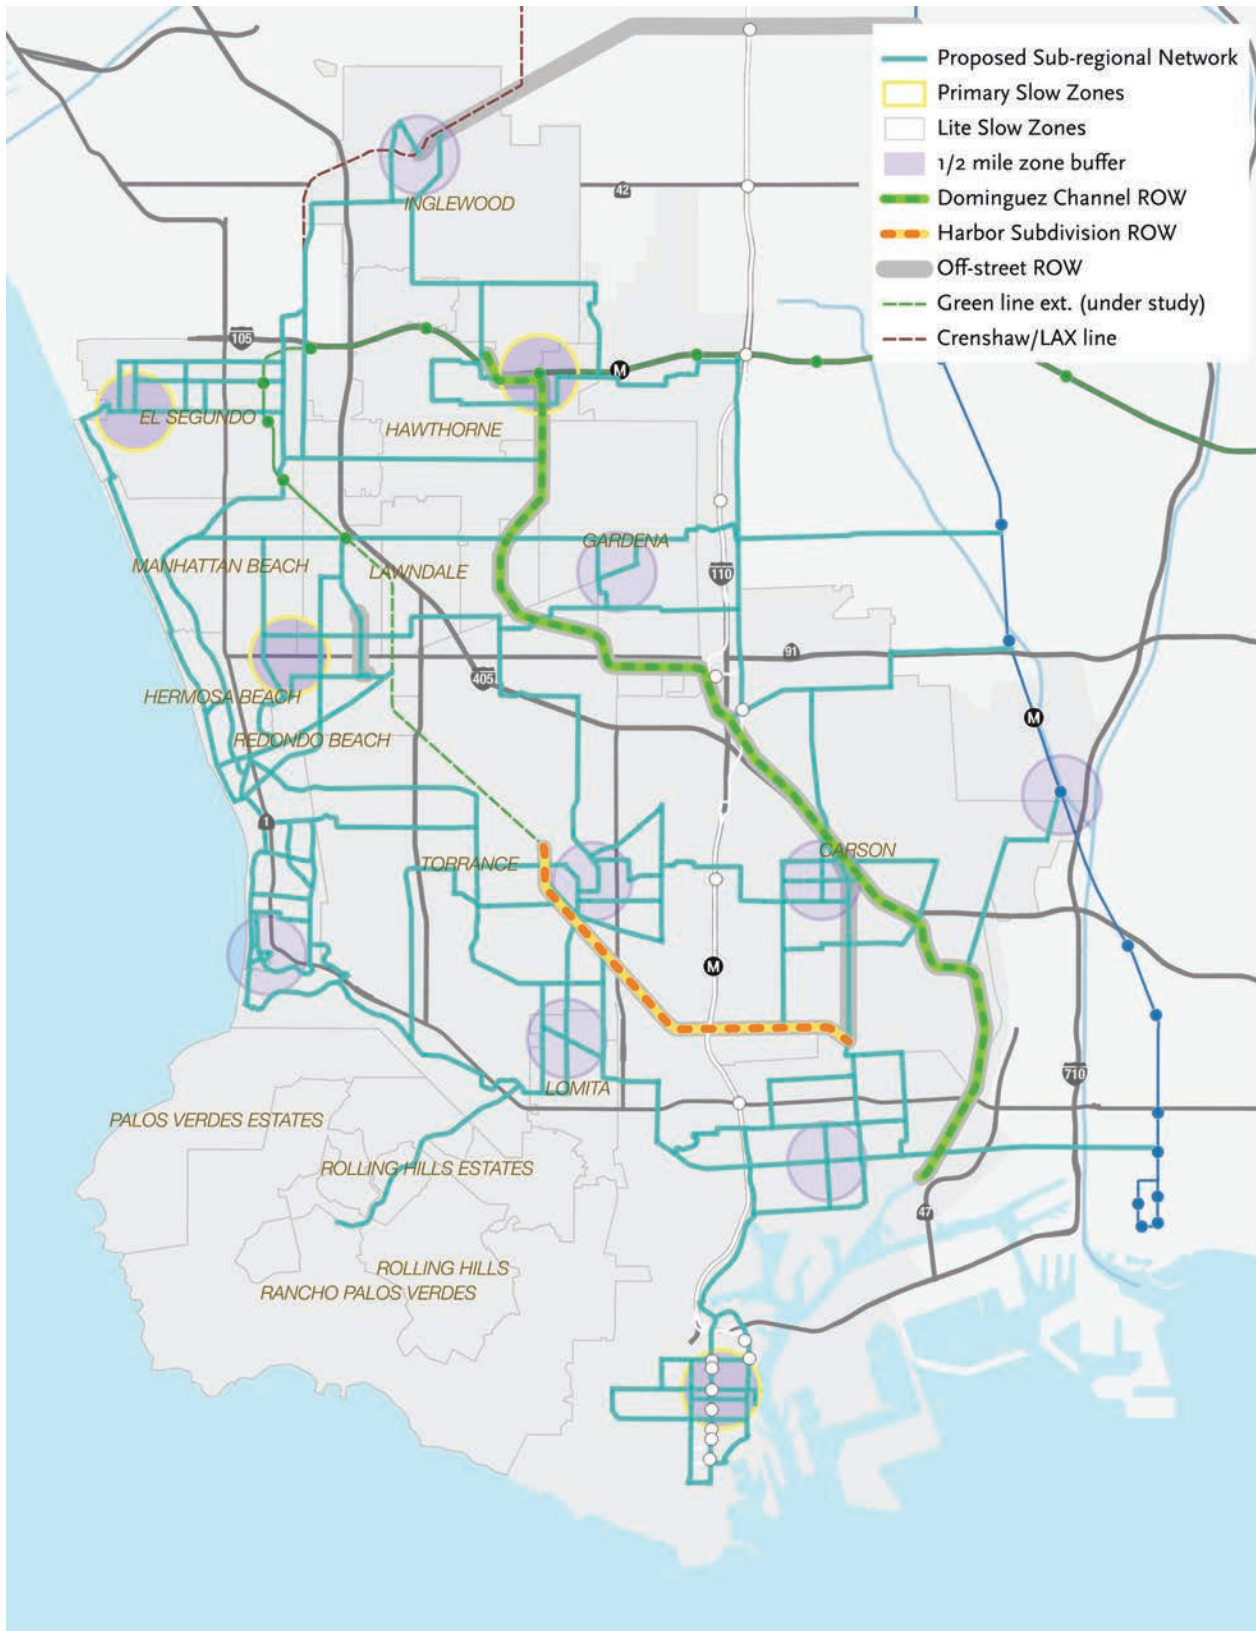 Proposed Sub-regional Network
Primary Slow Zones
Lite Slow Zones
1/2 mile zone buffer
Dominguez Channel ROW
Harbor Subdivision ROW
Off-street ROW
Green line ext. (under study)
Crenshaw/LAX line
42
INGLEWOOD
105
M
EL SEGUNDO
HAWTHORNE
GARDENA
MANHATTAN BEACH
LAWNDALE
110
91
405
HERMOSA BEACH
M
REDONDO BEACH
1
CARSON
TORRANCE
M
710
LOMITA
PALOS VERDES ESTATES
ROLLING HILLS ESTATES
47
ROLLING HILLS
RANCHO PALOS VERDES